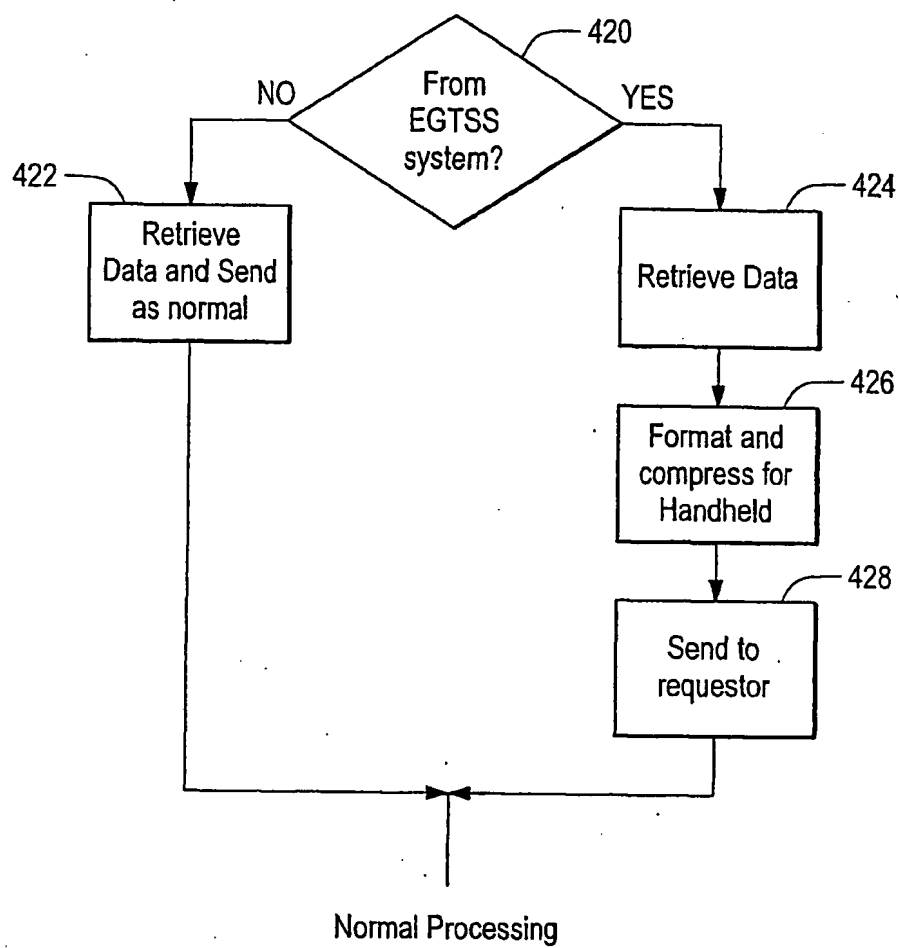 420
From
EGTSS
system?
NO
YES
422
Retrieve
Data and Send
as normal
424
Retrieve Data
426
Format and
compress for
Handheld
428
Send to
requestor
Normal Processing